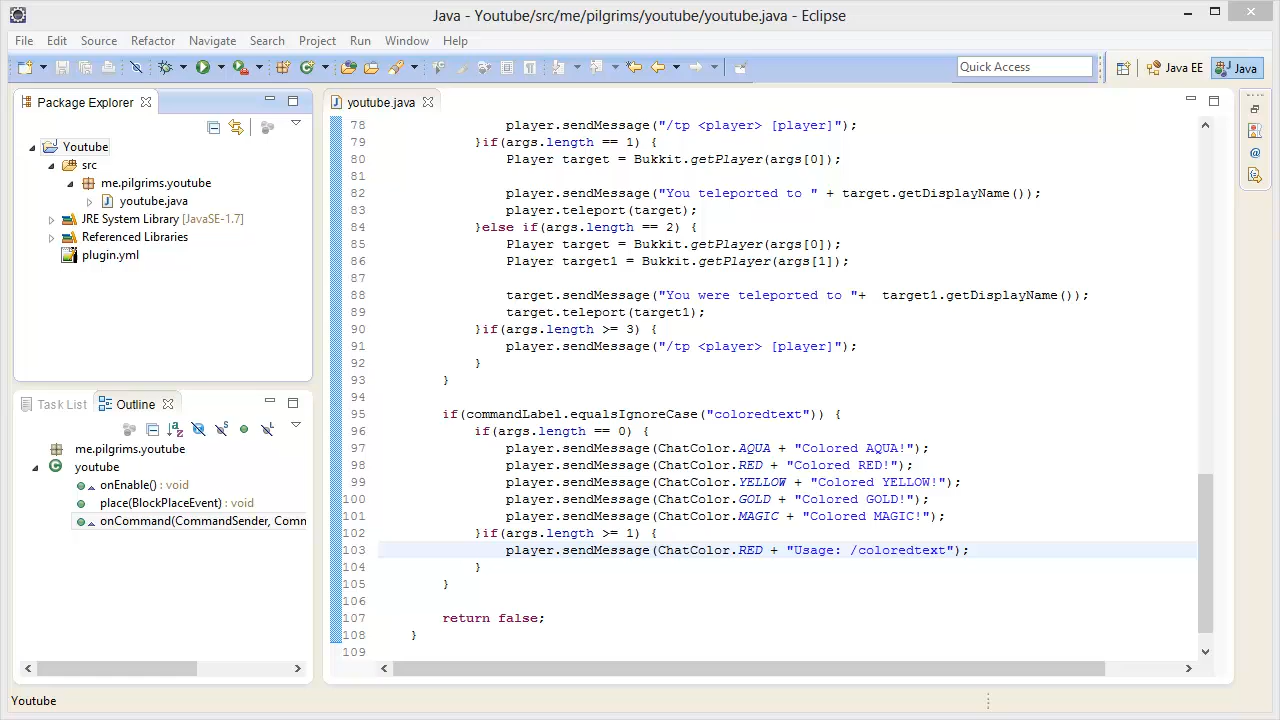 Java - Youtube/src/me/pilgrims/youtube/youtube.java - Eclipse
File Edit Source Refactor Navigate Search Project Run Window Help
Quick Access
Java EE
Java
Package Explorer
Youtube
src
me.pilgrims.youtube
youtube.java
JRE System Library [JavaSE-1.7]
Referenced Libraries
plugin.yml
Task List
Outline
me.pilgrims.youtube
youtube
onEnable() : void
place(BlockPlaceEvent) : void
onCommand(CommandSender, Comm
youtube.java
78 player.sendMessage("/tp <player> [player]");
79 }if(args.length == 1) {
80 Player target = Bukkit.getPlayer(args[0]);
81
82 player.sendMessage("You teleported to " + target.getDisplayName());
83 player.teleport(target);
84 }else if(args.length == 2) {
85 Player target = Bukkit.getPlayer(args[0]);
86 Player target1 = Bukkit.getPlayer(args[1]);
87
88 target.sendMessage("You were teleported to "+  target1.getDisplayName());
89 target.teleport(target1);
90 }if(args.length >= 3) {
91 player.sendMessage("/tp <player> [player]");
92 }
93 }
94
95 if(commandLabel.equalsIgnoreCase("coloredtext")) {
96 if(args.length == 0) {
97 player.sendMessage(ChatColor.AQUA + "Colored AQUA!");
98 player.sendMessage(ChatColor.RED + "Colored RED!");
99 player.sendMessage(ChatColor.YELLOW + "Colored YELLOW!");
100 player.sendMessage(ChatColor.GOLD + "Colored GOLD!");
101 player.sendMessage(ChatColor.MAGIC + "Colored MAGIC!");
102 }if(args.length >= 1) {
103 player.sendMessage(ChatColor.RED + "Usage: /coloredtext");
104 }
105 }
106
107 return false;
108 }
109
Youtube